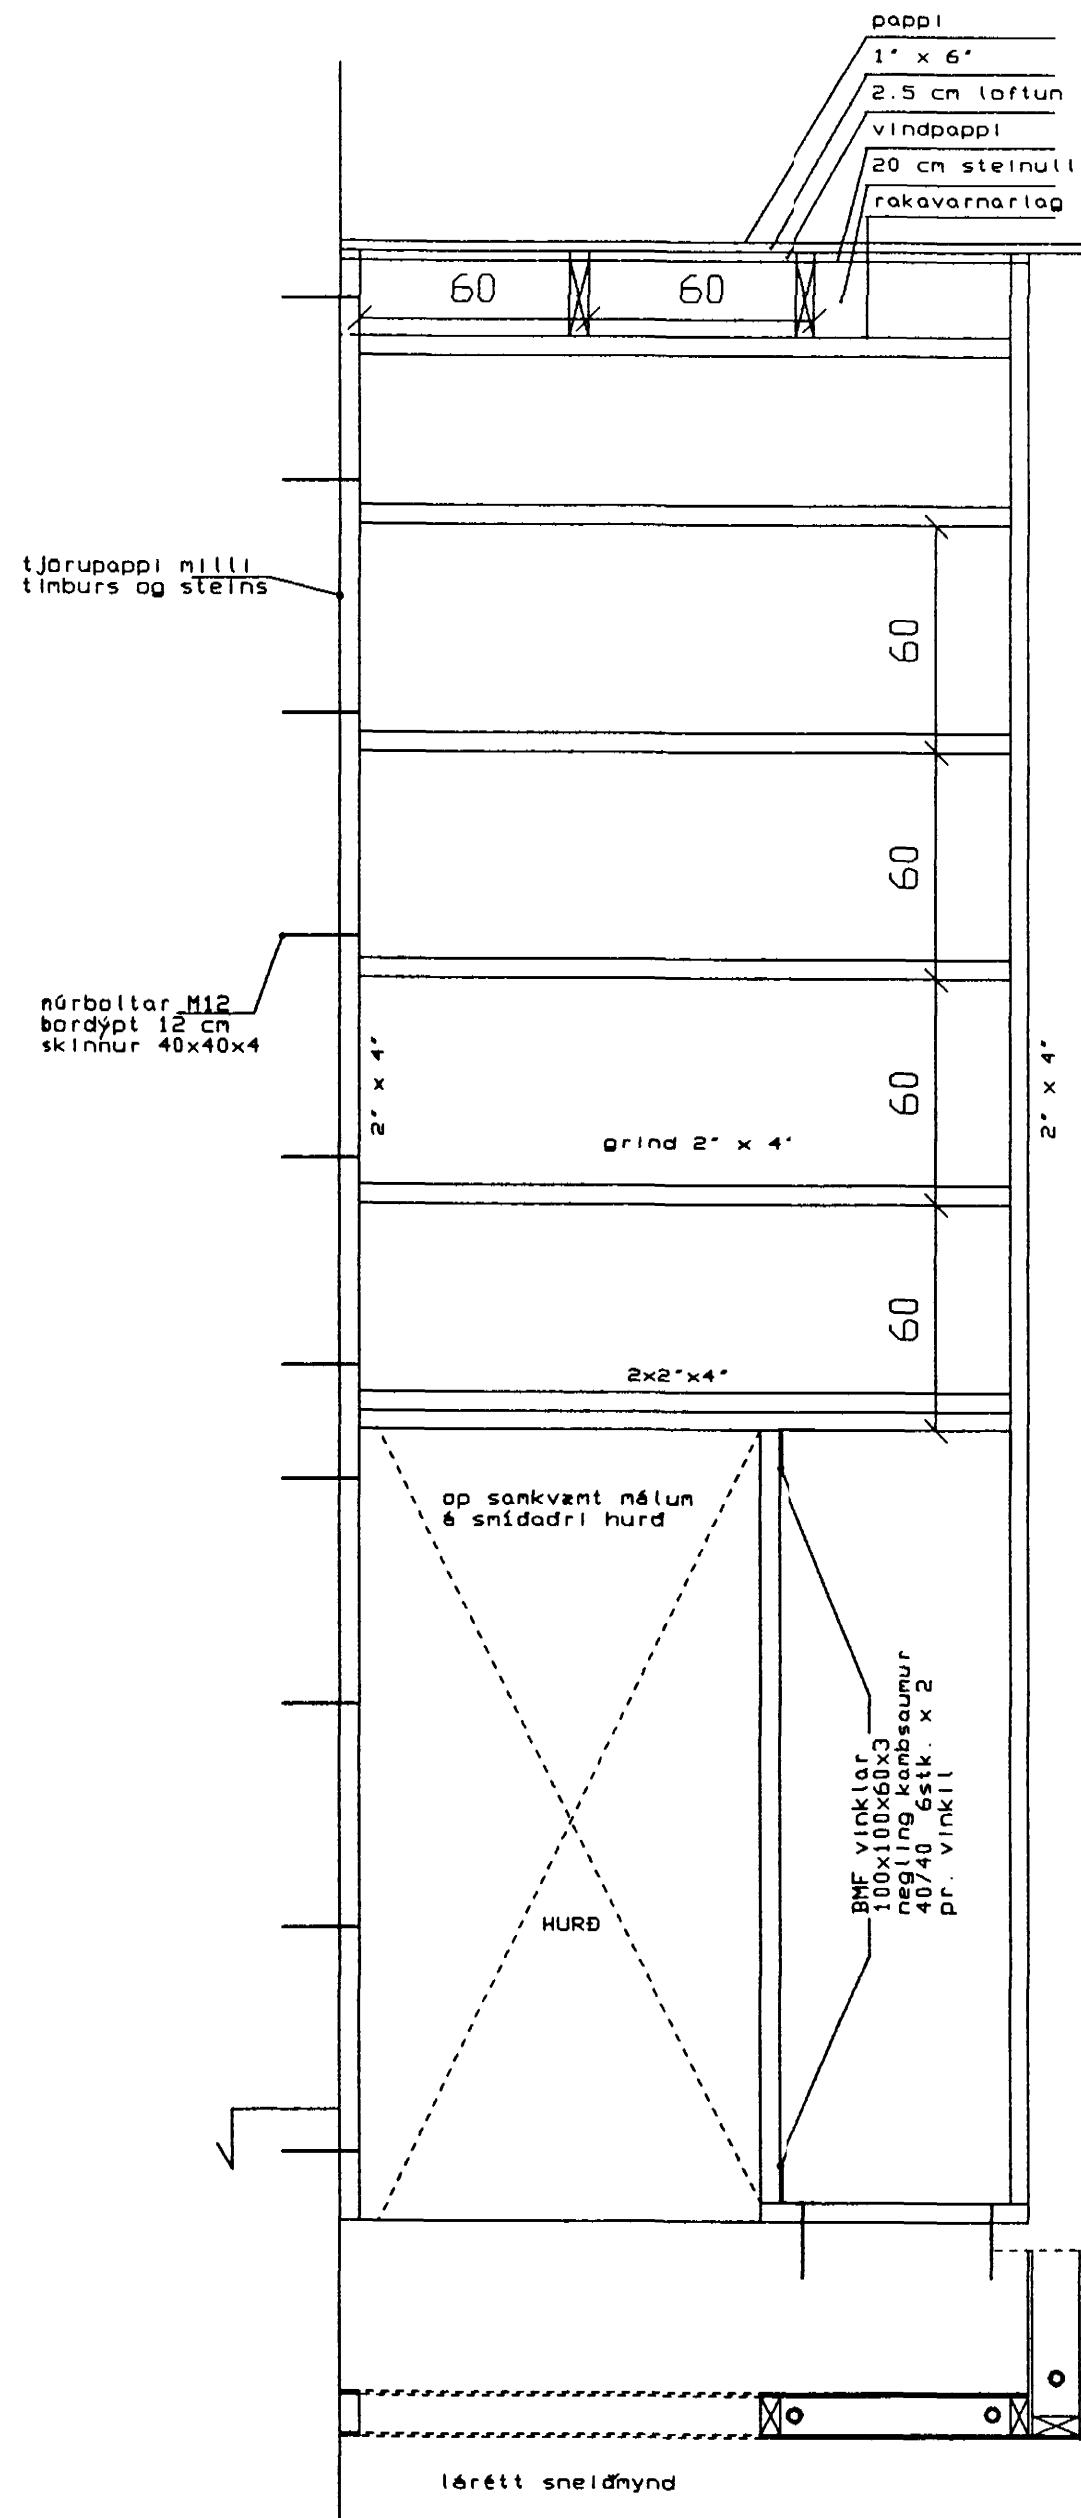 pappi
1" x 6"
2.5 cm loftun
vindpappi
20 cm steinull
rakavarnarlag
60
60
tjörupappi milli
timburs og steins
60
60
múrboltar M12
bordýpt 12 cm
skinnur 40x40x4
2" x 4"
2" x 4"
60
grind 2" x 4"
60
2x2"x4"
op samkvæmt málum
á smíðaðri hurð
BMF vinklar
100x100x60x3
negling kambsaumur
40/40 6stk. x 2
pr. vinkil
HURÐ
lárétt sneiðmynd